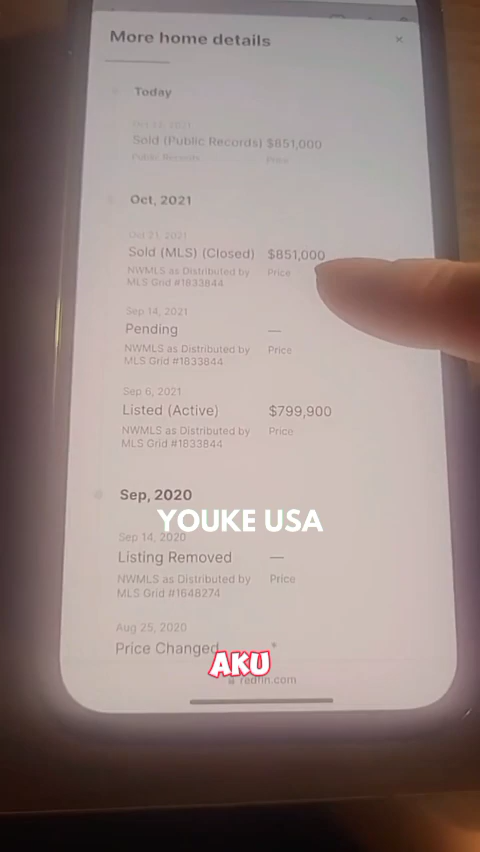 More home details
Today
Oct 21, 2021
Sold (Public Records) $851,000
Public Records
Price
Oct, 2021
Oct 21, 2021
Sold (MLS) (Closed) $851,000
NWMLS as Distributed by Price
MLS Grid #1833844
Sep 14, 2021
Pending —
NWMLS as Distributed by Price
MLS Grid #1833844
Sep 6, 2021
Listed (Active) $799,900
NWMLS as Distributed by Price
MLS Grid #1833844
Sep, 2020
YOUKE USA
Sep 14, 2020
Listing Removed —
NWMLS as Distributed by Price
MLS Grid #1648274
Aug 25, 2020
Price Changed *
AKU
redfin.com